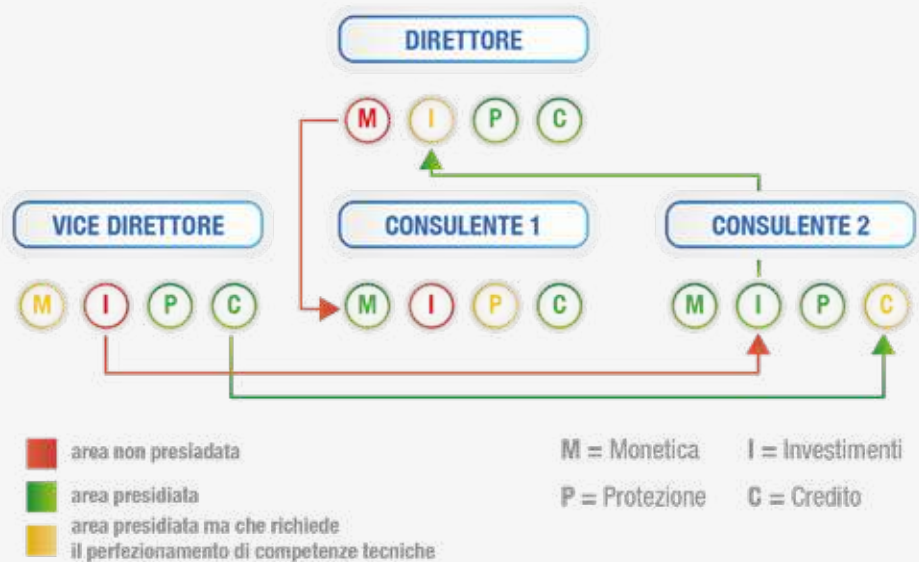 DIRETTORE
M I P C
VICE DIRETTORE CONSULENTE 1 CONSULENTE 2
M I P C M I P C M I P C
area non presiadata
area presidiata
area presidiata ma che richiede
il perfezionamento di competenze tecniche
M = Monetica I = Investimenti
P = Protezione C = Credito